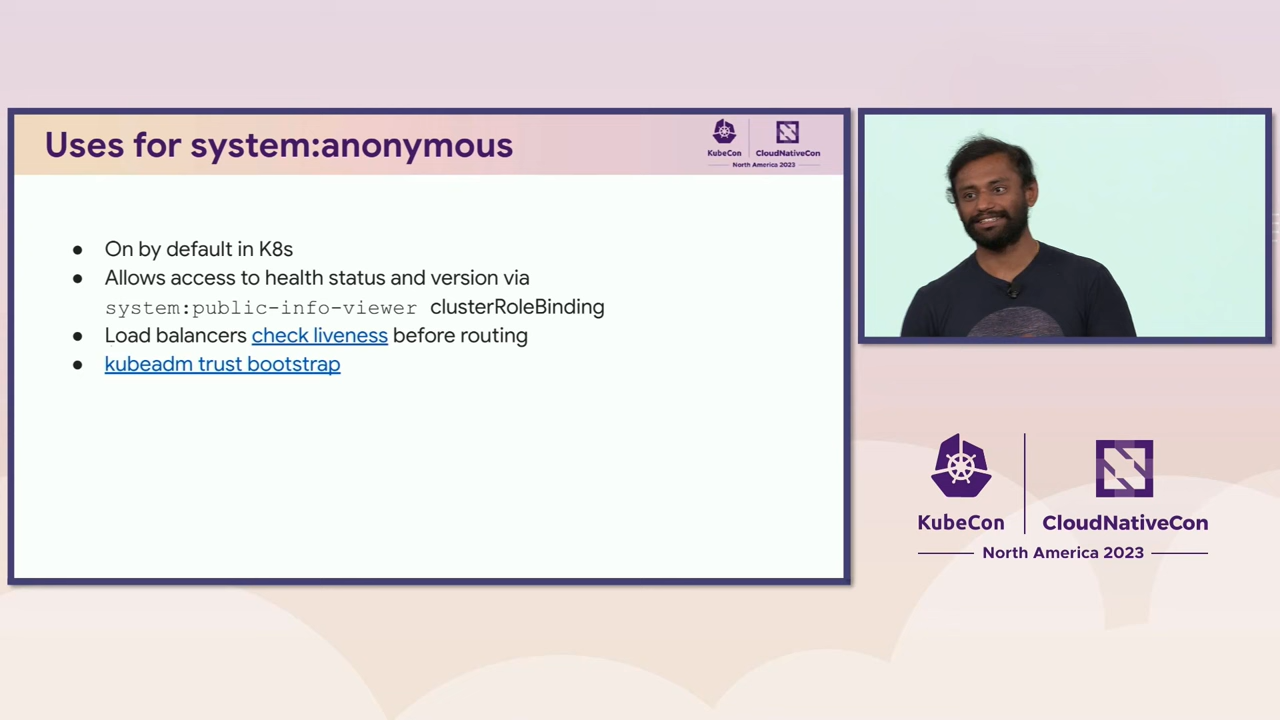 Uses for system:anonymous
KubeCon
CloudNativeCon
North America 2023
● On by default in K8s
● Allows access to health status and version via
system:public-info-viewer clusterRoleBinding
● Load balancers check liveness before routing
● kubeadm trust bootstrap
KubeCon
CloudNativeCon
North America 2023